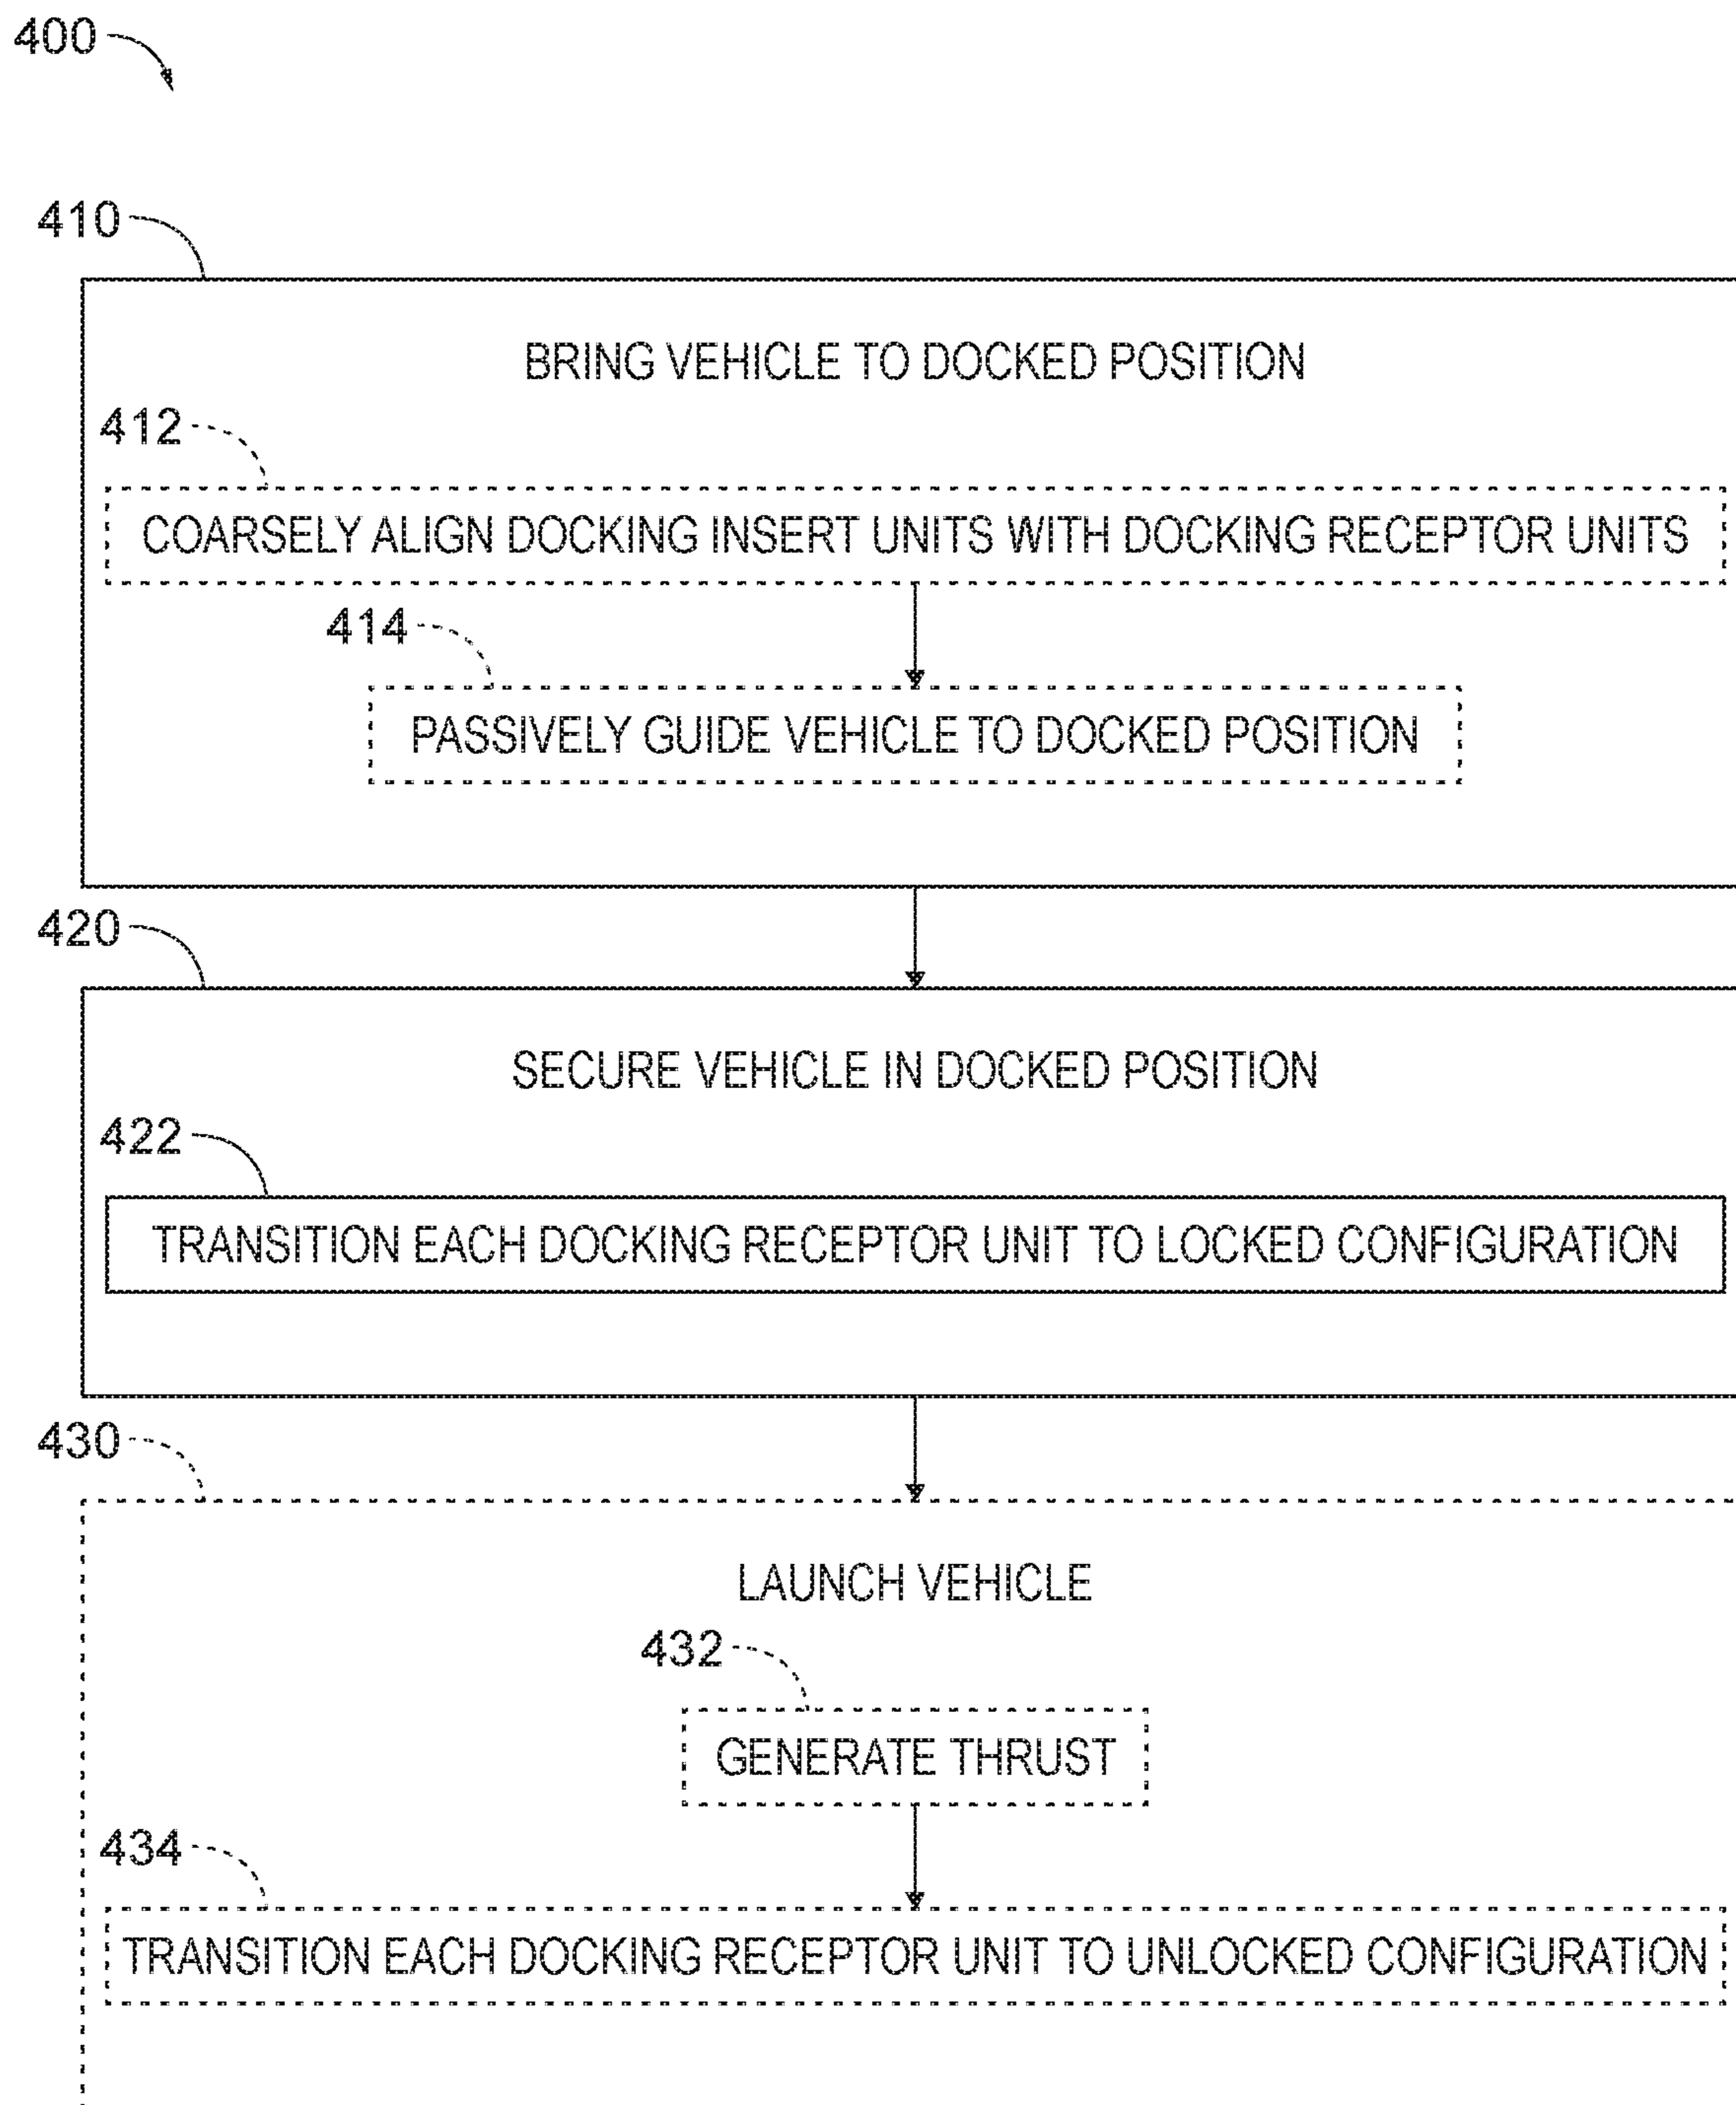 400
410
BRING VEHICLE TO DOCKED POSITION
412
COARSELY ALIGN DOCKING INSERT UNITS WITH DOCKING RECEPTOR UNITS
414
PASSIVELY GUIDE VEHICLE TO DOCKED POSITION
420
SECURE VEHICLE IN DOCKED POSITION
422
TRANSITION EACH DOCKING RECEPTOR UNIT TO LOCKED CONFIGURATION
430
LAUNCH VEHICLE
432
GENERATE THRUST
434
TRANSITION EACH DOCKING RECEPTOR UNIT TO UNLOCKED CONFIGURATION